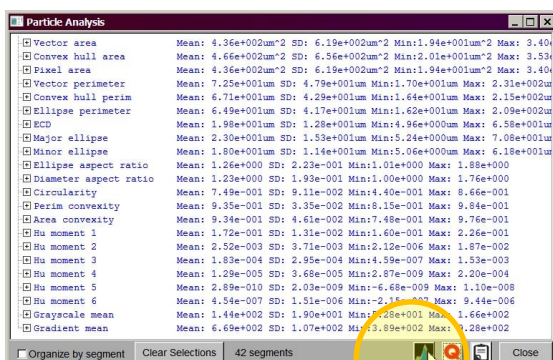 Particle Analysis
Vector area Mean: 4.36e+002um^2 SD: 6.19e+002um^2 Min:1.94e+001um^2 Max: 3.40e
Convex hull area Mean: 4.66e+002um^2 SD: 6.56e+002um^2 Min:2.01e+001um^2 Max: 3.53e
Pixel area Mean: 4.36e+002um^2 SD: 6.19e+002um^2 Min:1.94e+001um^2 Max: 3.40e
Vector perimeter Mean: 7.25e+001um SD: 4.79e+001um Min:1.70e+001um Max: 2.31e+002um
Convex hull perim Mean: 6.71e+001um SD: 4.29e+001um Min:1.64e+001um Max: 2.15e+002um
Ellipse perimeter Mean: 6.49e+001um SD: 4.17e+001um Min:1.62e+001um Max: 2.09e+002um
ECD Mean: 1.98e+001um SD: 1.28e+001um Min:4.96e+000um Max: 6.58e+001um
Major ellipse Mean: 2.30e+001um SD: 1.53e+001um Min:5.24e+000um Max: 7.08e+001um
Minor ellipse Mean: 1.80e+001um SD: 1.14e+001um Min:5.06e+000um Max: 6.18e+001um
Ellipse aspect ratio Mean: 1.26e+000 SD: 2.23e-001 Min:1.01e+000 Max: 1.88e+000
Diameter aspect ratio Mean: 1.23e+000 SD: 1.93e-001 Min:1.00e+000 Max: 1.76e+000
Circularity Mean: 7.49e-001 SD: 9.11e-002 Min:4.40e-001 Max: 8.66e-001
Perim convexity Mean: 9.35e-001 SD: 3.35e-002 Min:8.15e-001 Max: 9.84e-001
Area convexity Mean: 9.34e-001 SD: 4.61e-002 Min:7.48e-001 Max: 9.76e-001
Hu moment 1 Mean: 1.72e-001 SD: 1.31e-002 Min:1.60e-001 Max: 2.26e-001
Hu moment 2 Mean: 2.52e-003 SD: 3.71e-003 Min:2.12e-006 Max: 1.87e-002
Hu moment 3 Mean: 1.83e-004 SD: 2.95e-004 Min:4.59e-007 Max: 1.53e-003
Hu moment 4 Mean: 1.29e-005 SD: 3.68e-005 Min:2.87e-009 Max: 2.20e-004
Hu moment 5 Mean: 2.89e-010 SD: 2.03e-009 Min:-6.68e-009 Max: 1.10e-008
Hu moment 6 Mean: 4.54e-007 SD: 1.51e-006 Min:-2.15e-007 Max: 9.44e-006
Grayscale mean Mean: 1.44e+002 SD: 1.90e+001 Min:5.28e+001 Max: 1.66e+002
Gradient mean Mean: 6.69e+002 SD: 1.07e+002 Min:3.89e+002 Max: 9.28e+002
Organize by segment Clear Selections 42 segments Close